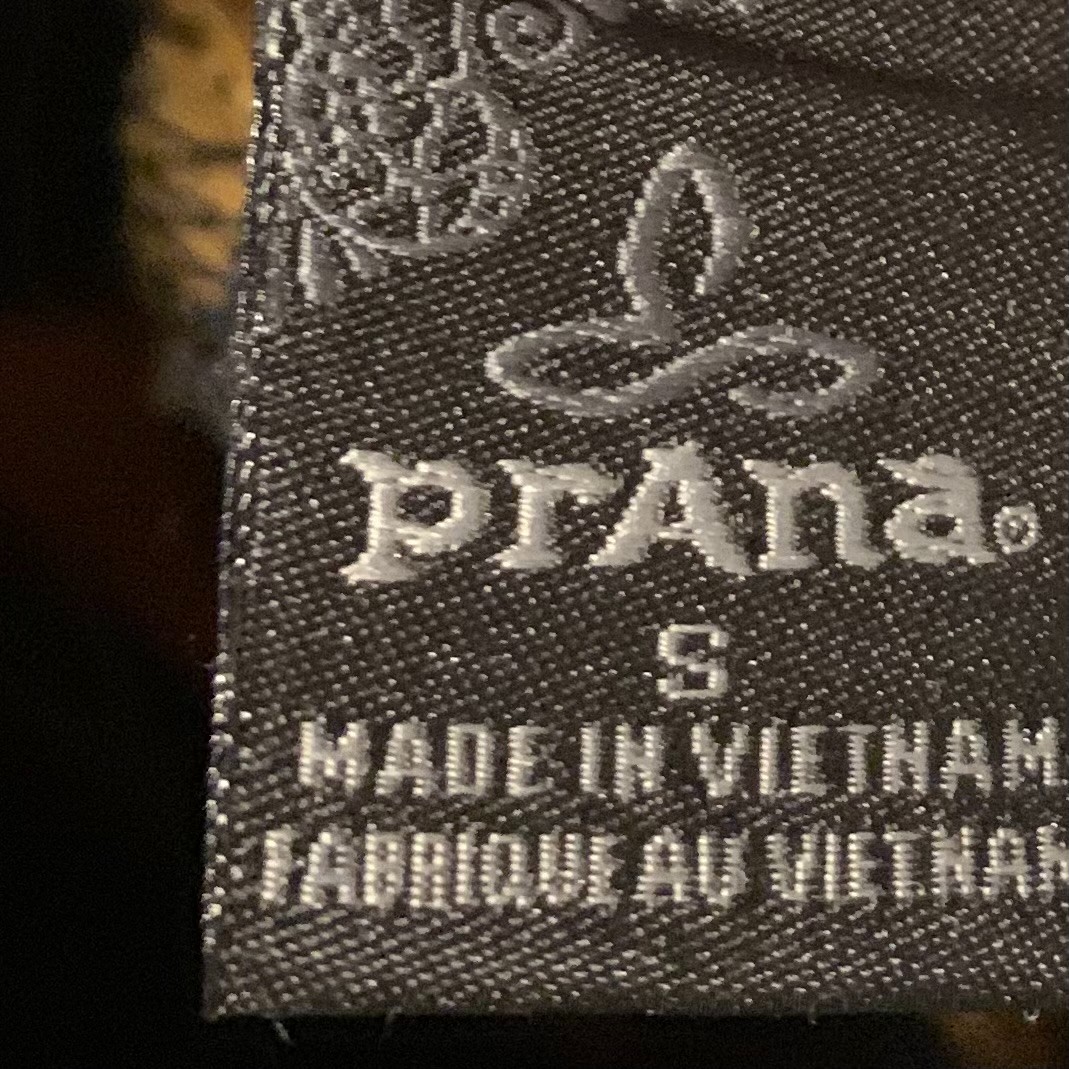 prAna®
S
MADE IN VIETNAM
FABRIQUE AU VIETNAM